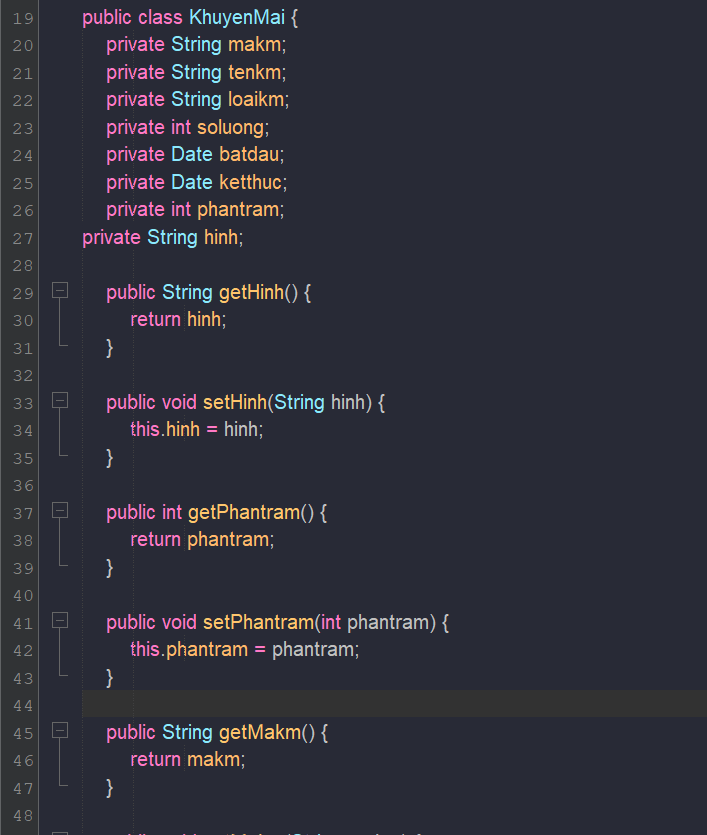 19 public class KhuyenMai {
20 private String makm;
21 private String tenkm;
22 private String loaikm;
23 private int soluong;
24 private Date batdau;
25 private Date ketthuc;
26 private int phantram;
27 private String hinh;
28
29 public String getHinh() {
30 return hinh;
31 }
32
33 public void setHinh(String hinh) {
34 this.hinh = hinh;
35 }
36
37 public int getPhantram() {
38 return phantram;
39 }
40
41 public void setPhantram(int phantram) {
42 this.phantram = phantram;
43 }
44
45 public String getMakm() {
46 return makm;
47 }
48